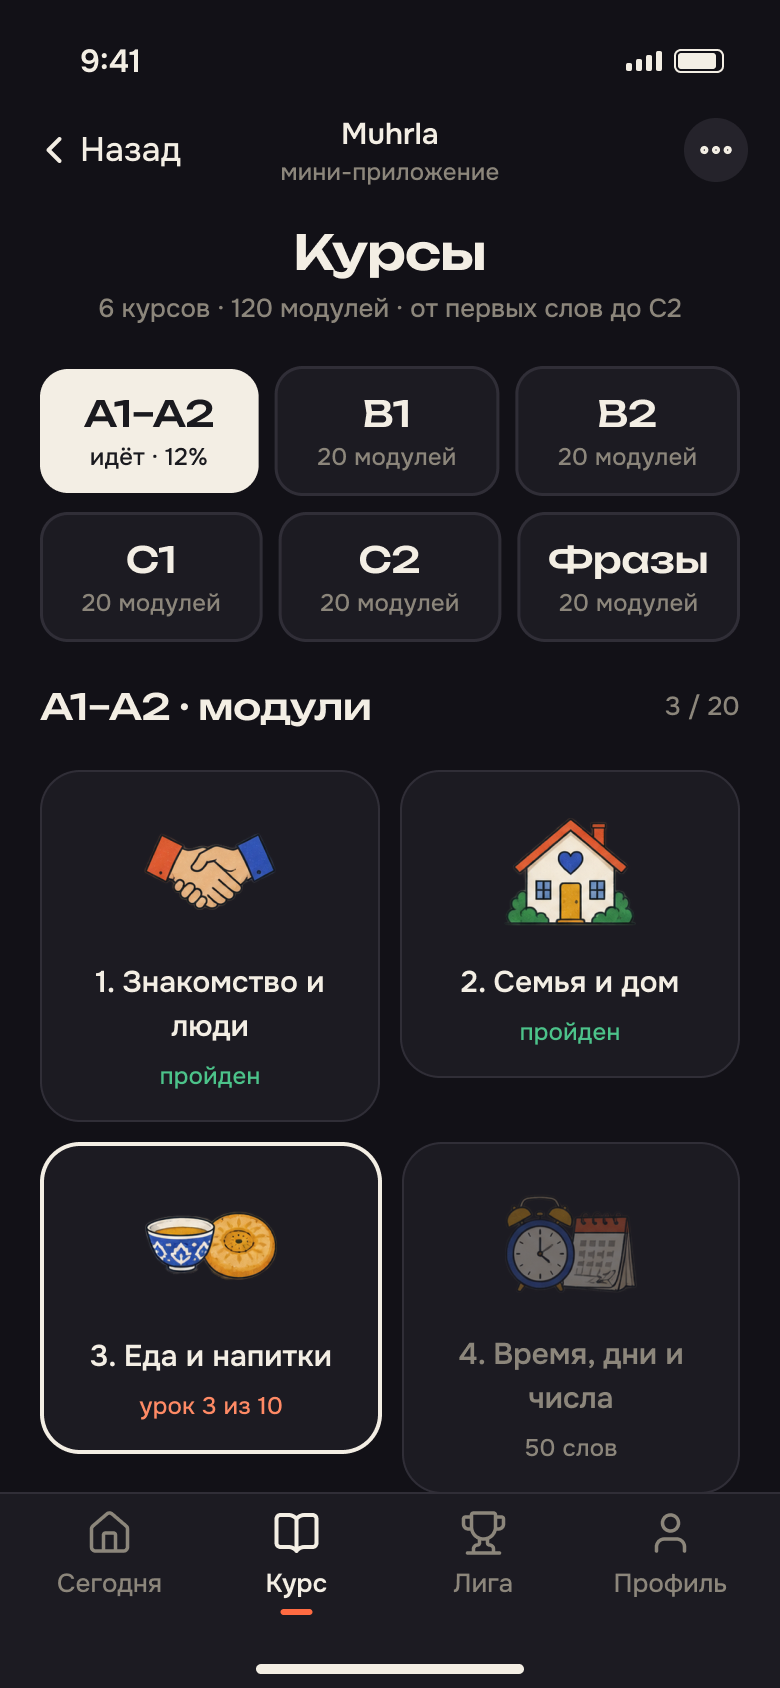 9:41
Назад
Muhrla
мини-приложение
Курсы
6 курсов · 120 модулей · от первых слов до C2
A1–A2
идёт · 12%
B1
20 модулей
B2
20 модулей
C1
20 модулей
C2
20 модулей
Фразы
20 модулей
A1–A2 · модули
3 / 20
1. Знакомство и
люди
пройден
2. Семья и дом
пройден
3. Еда и напитки
урок 3 из 10
4. Время, дни и
числа
50 слов
Сегодня
Курс
Лига
Профиль